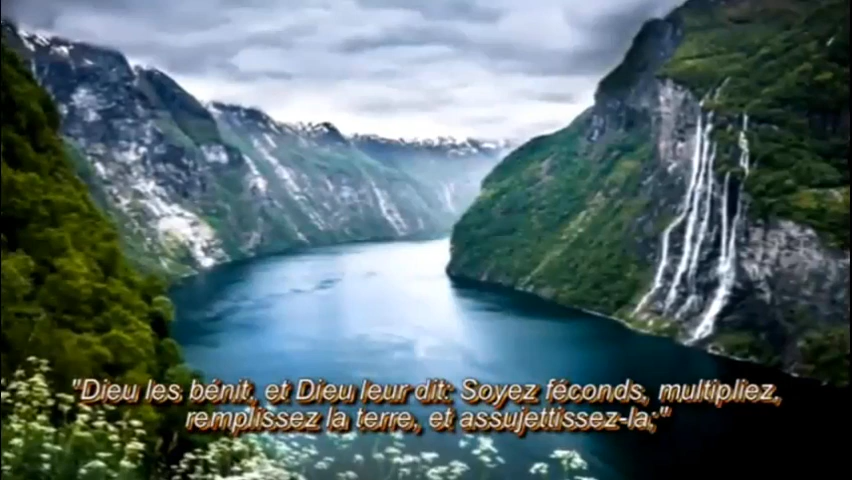 "Dieu les bénit, et Dieu leur dit: Soyez féconds, multipliez,
remplissez la terre, et assujettissez-la;"